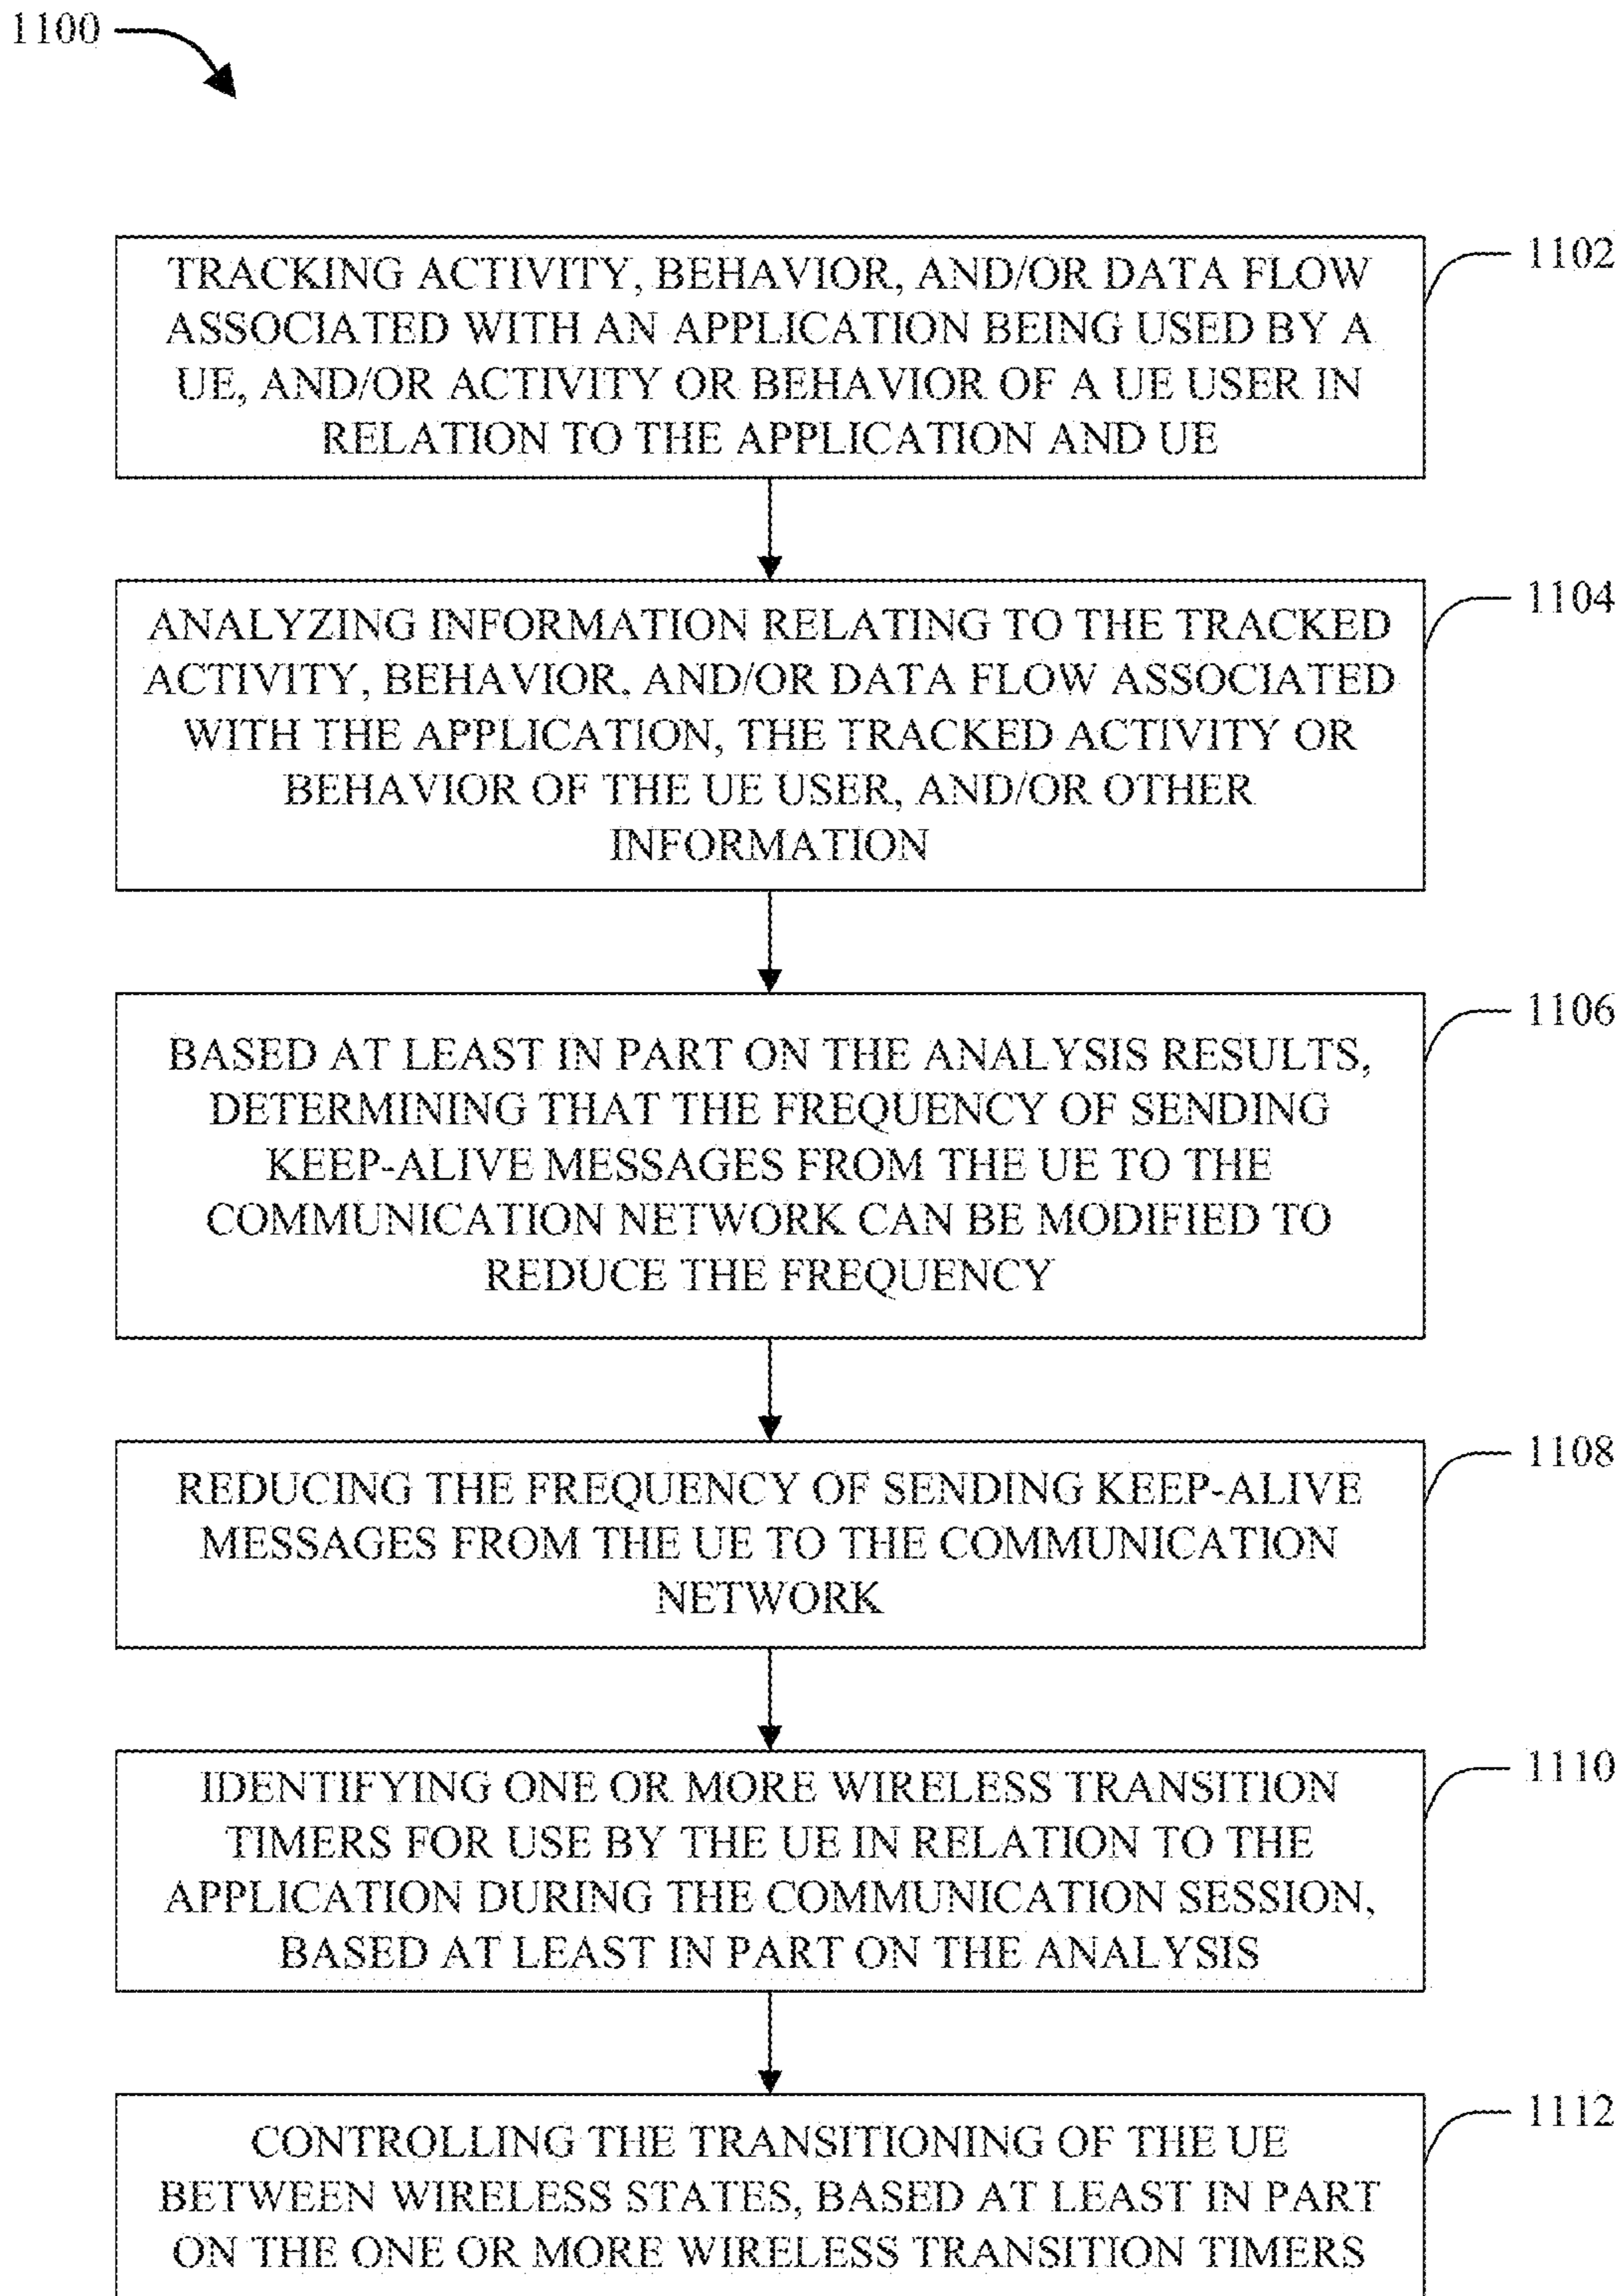 1100
1102
TRACKING ACTIVITY, BEHAVIOR, AND/OR DATA FLOW
ASSOCIATED WITH AN APPLICATION BEING USED BY A
UE, AND/OR ACTIVITY OR BEHAVIOR OF A UE USER IN
RELATION TO THE APPLICATION AND UE
1104
ANALYZING INFORMATION RELATING TO THE TRACKED
ACTIVITY, BEHAVIOR, AND/OR DATA FLOW ASSOCIATED
WITH THE APPLICATION, THE TRACKED ACTIVITY OR
BEHAVIOR OF THE UE USER, AND/OR OTHER
INFORMATION
1106
BASED AT LEAST IN PART ON THE ANALYSIS RESULTS,
DETERMINING THAT THE FREQUENCY OF SENDING
KEEP-ALIVE MESSAGES FROM THE UE TO THE
COMMUNICATION NETWORK CAN BE MODIFIED TO
REDUCE THE FREQUENCY
1108
REDUCING THE FREQUENCY OF SENDING KEEP-ALIVE
MESSAGES FROM THE UE TO THE COMMUNICATION
NETWORK
1110
IDENTIFYING ONE OR MORE WIRELESS TRANSITION
TIMERS FOR USE BY THE UE IN RELATION TO THE
APPLICATION DURING THE COMMUNICATION SESSION,
BASED AT LEAST IN PART ON THE ANALYSIS
1112
CONTROLLING THE TRANSITIONING OF THE UE
BETWEEN WIRELESS STATES, BASED AT LEAST IN PART
ON THE ONE OR MORE WIRELESS TRANSITION TIMERS